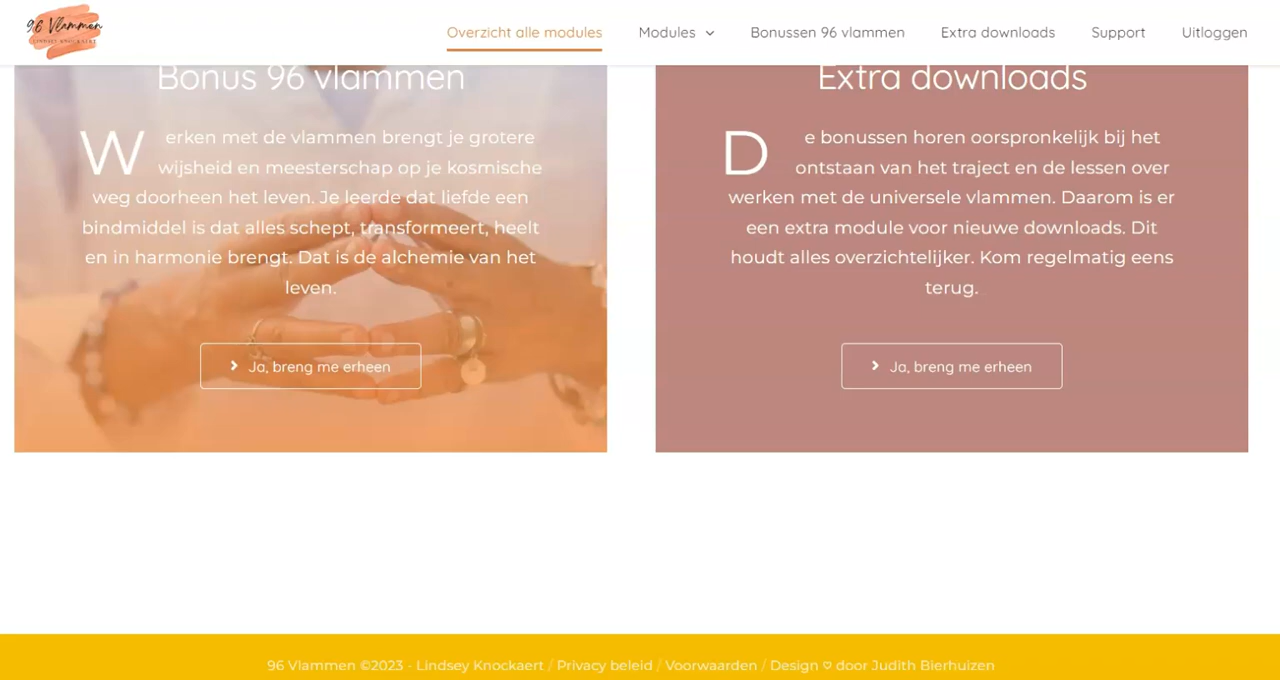 96 Vlammen
LINDSEY KNOCKAERT
Overzicht alle modules
Modules
Bonussen 96 vlammen
Extra downloads
Support
Uitloggen
Bonus 96 vlammen
Werken met de vlammen brengt je grotere
wijsheid en meesterschap op je kosmische
weg doorheen het leven. Je leerde dat liefde een
bindmiddel is dat alles schept, transformeert, heelt
en in harmonie brengt. Dat is de alchemie van het
leven.
Ja, breng me erheen
Extra downloads
De bonussen horen oorspronkelijk bij het
ontstaan van het traject en de lessen over
werken met de universele vlammen. Daarom is er
een extra module voor nieuwe downloads. Dit
houdt alles overzichtelijker. Kom regelmatig eens
terug.
Ja, breng me erheen
96 Vlammen ©2023 - Lindsey Knockaert / Privacy beleid / Voorwaarden / Design ♡ door Judith Bierhuizen